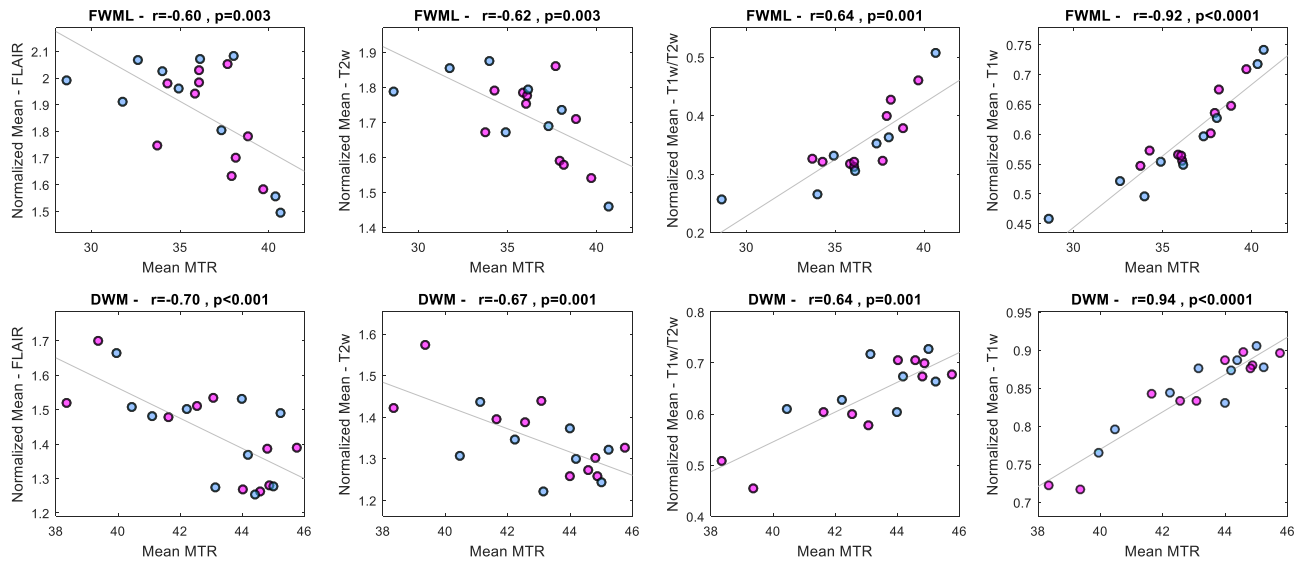 FWML - r=-0.60 , p=0.003
FWML - r=-0.62 , p=0.003
FWML - r=0.64 , p=0.001
FWML - r=-0.92, p<0.0001
Normalized Mean - FLAIR
2.1
2
1.9
1.8
1.7
1.6
1.5
30 35 40
Mean MTR
Normalized Mean - T2w
1.9
1.8
1.7
1.6
1.5
1.4
30 35 40
Mean MTR
Normalized Mean - T1w/T2w
0.5
0.4
0.3
0.2
30 35 40
Mean MTR
Normalized Mean - T1w
0.75
0.7
0.65
0.6
0.55
0.5
0.45
30 35 40
Mean MTR
DWM - r=-0.70 , p<0.001
DWM - r=-0.67 , p=0.001
DWM - r=0.64 , p=0.001
DWM - r=0.94 , p<0.0001
Normalized Mean - FLAIR
1.7
1.6
1.5
1.4
1.3
1.2
38 40 42 44 46
Mean MTR
Normalized Mean - T2w
1.6
1.5
1.4
1.3
1.2
38 40 42 44 46
Mean MTR
Normalized Mean - T1w/T2w
0.8
0.7
0.6
0.5
0.4
38 40 42 44 46
Mean MTR
Normalized Mean - T1w
0.95
0.9
0.85
0.8
0.75
0.7
38 40 42 44 46
Mean MTR